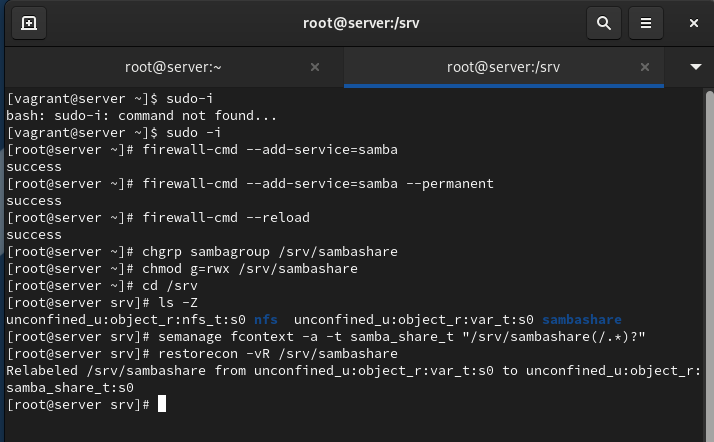 root@server:/srv
root@server:~ × root@server:/srv ×
[vagrant@server ~]$ sudo-i
bash: sudo-i: command not found...
[vagrant@server ~]$ sudo -i
[root@server ~]# firewall-cmd --add-service=samba
success
[root@server ~]# firewall-cmd --add-service=samba --permanent
success
[root@server ~]# firewall-cmd --reload
success
[root@server ~]# chgrp sambagroup /srv/sambashare
[root@server ~]# chmod g=rwx /srv/sambashare
[root@server ~]# cd /srv
[root@server srv]# ls -Z
unconfined_u:object_r:nfs_t:s0 nfs  unconfined_u:object_r:var_t:s0 sambashare
[root@server srv]# semanage fcontext -a -t samba_share_t "/srv/sambashare(/.*)?"
[root@server srv]# restorecon -vR /srv/sambashare
Relabeled /srv/sambashare from unconfined_u:object_r:var_t:s0 to unconfined_u:object_r:
samba_share_t:s0
[root@server srv]#